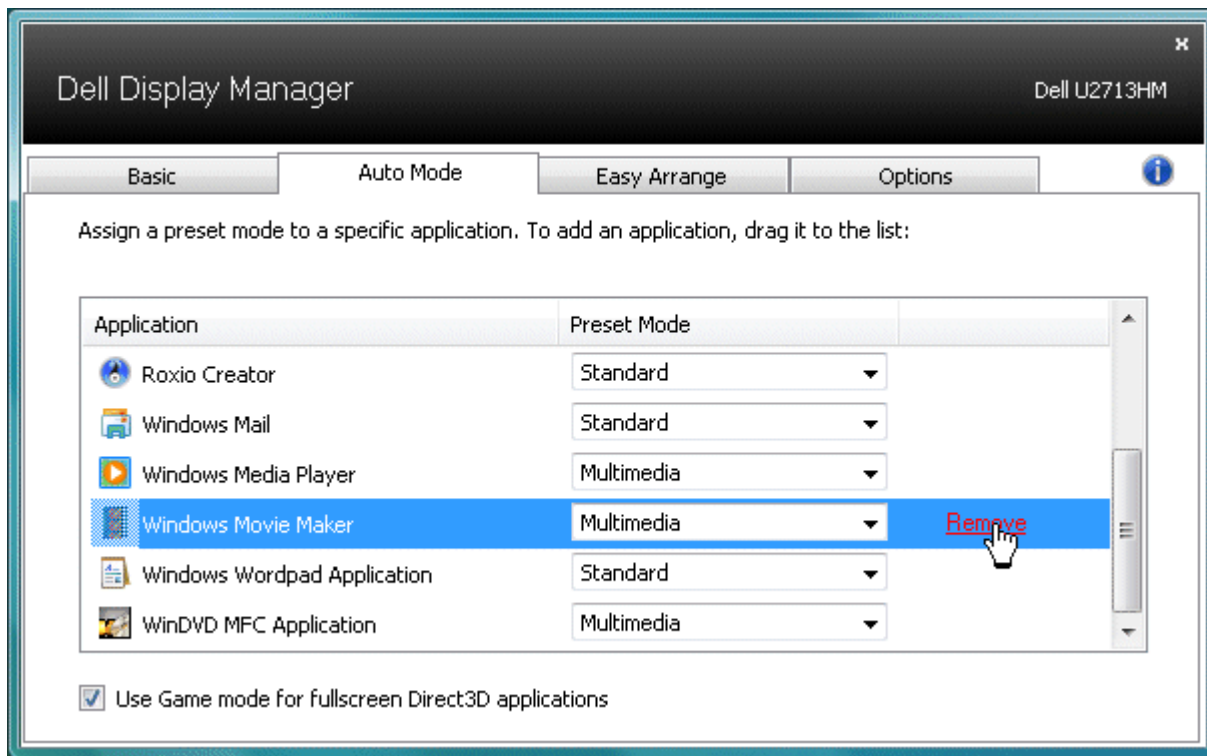 Dell Display Manager
Dell U2713HM
Basic Auto Mode Easy Arrange Options
Assign a preset mode to a specific application. To add an application, drag it to the list:
Application Preset Mode
Roxio Creator Standard
Windows Mail Standard
Windows Media Player Multimedia
Windows Movie Maker Multimedia Remove
Windows Wordpad Application Standard
WinDVD MFC Application Multimedia
Use Game mode for fullscreen Direct3D applications